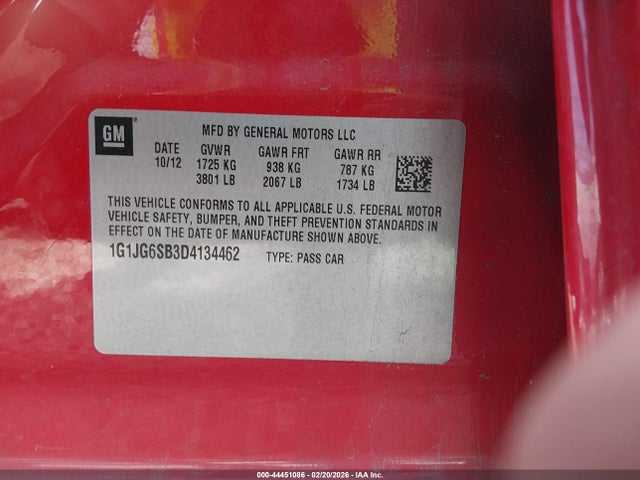 GM ®
MFD BY GENERAL MOTORS LLC
DATE GVWR GAWR FRT GAWR RR
10/12 1725 KG 938 KG 787 KG
3801 LB 2067 LB 1734 LB
THIS VEHICLE CONFORMS TO ALL APPLICABLE U.S. FEDERAL MOTOR
VEHICLE SAFETY, BUMPER, AND THEFT PREVENTION STANDARDS IN
EFFECT ON THE DATE OF MANUFACTURE SHOWN ABOVE.
1G1JG6SB3D4134462 TYPE: PASS CAR
000-44451086 - 02/20/2026 - IAA Inc.